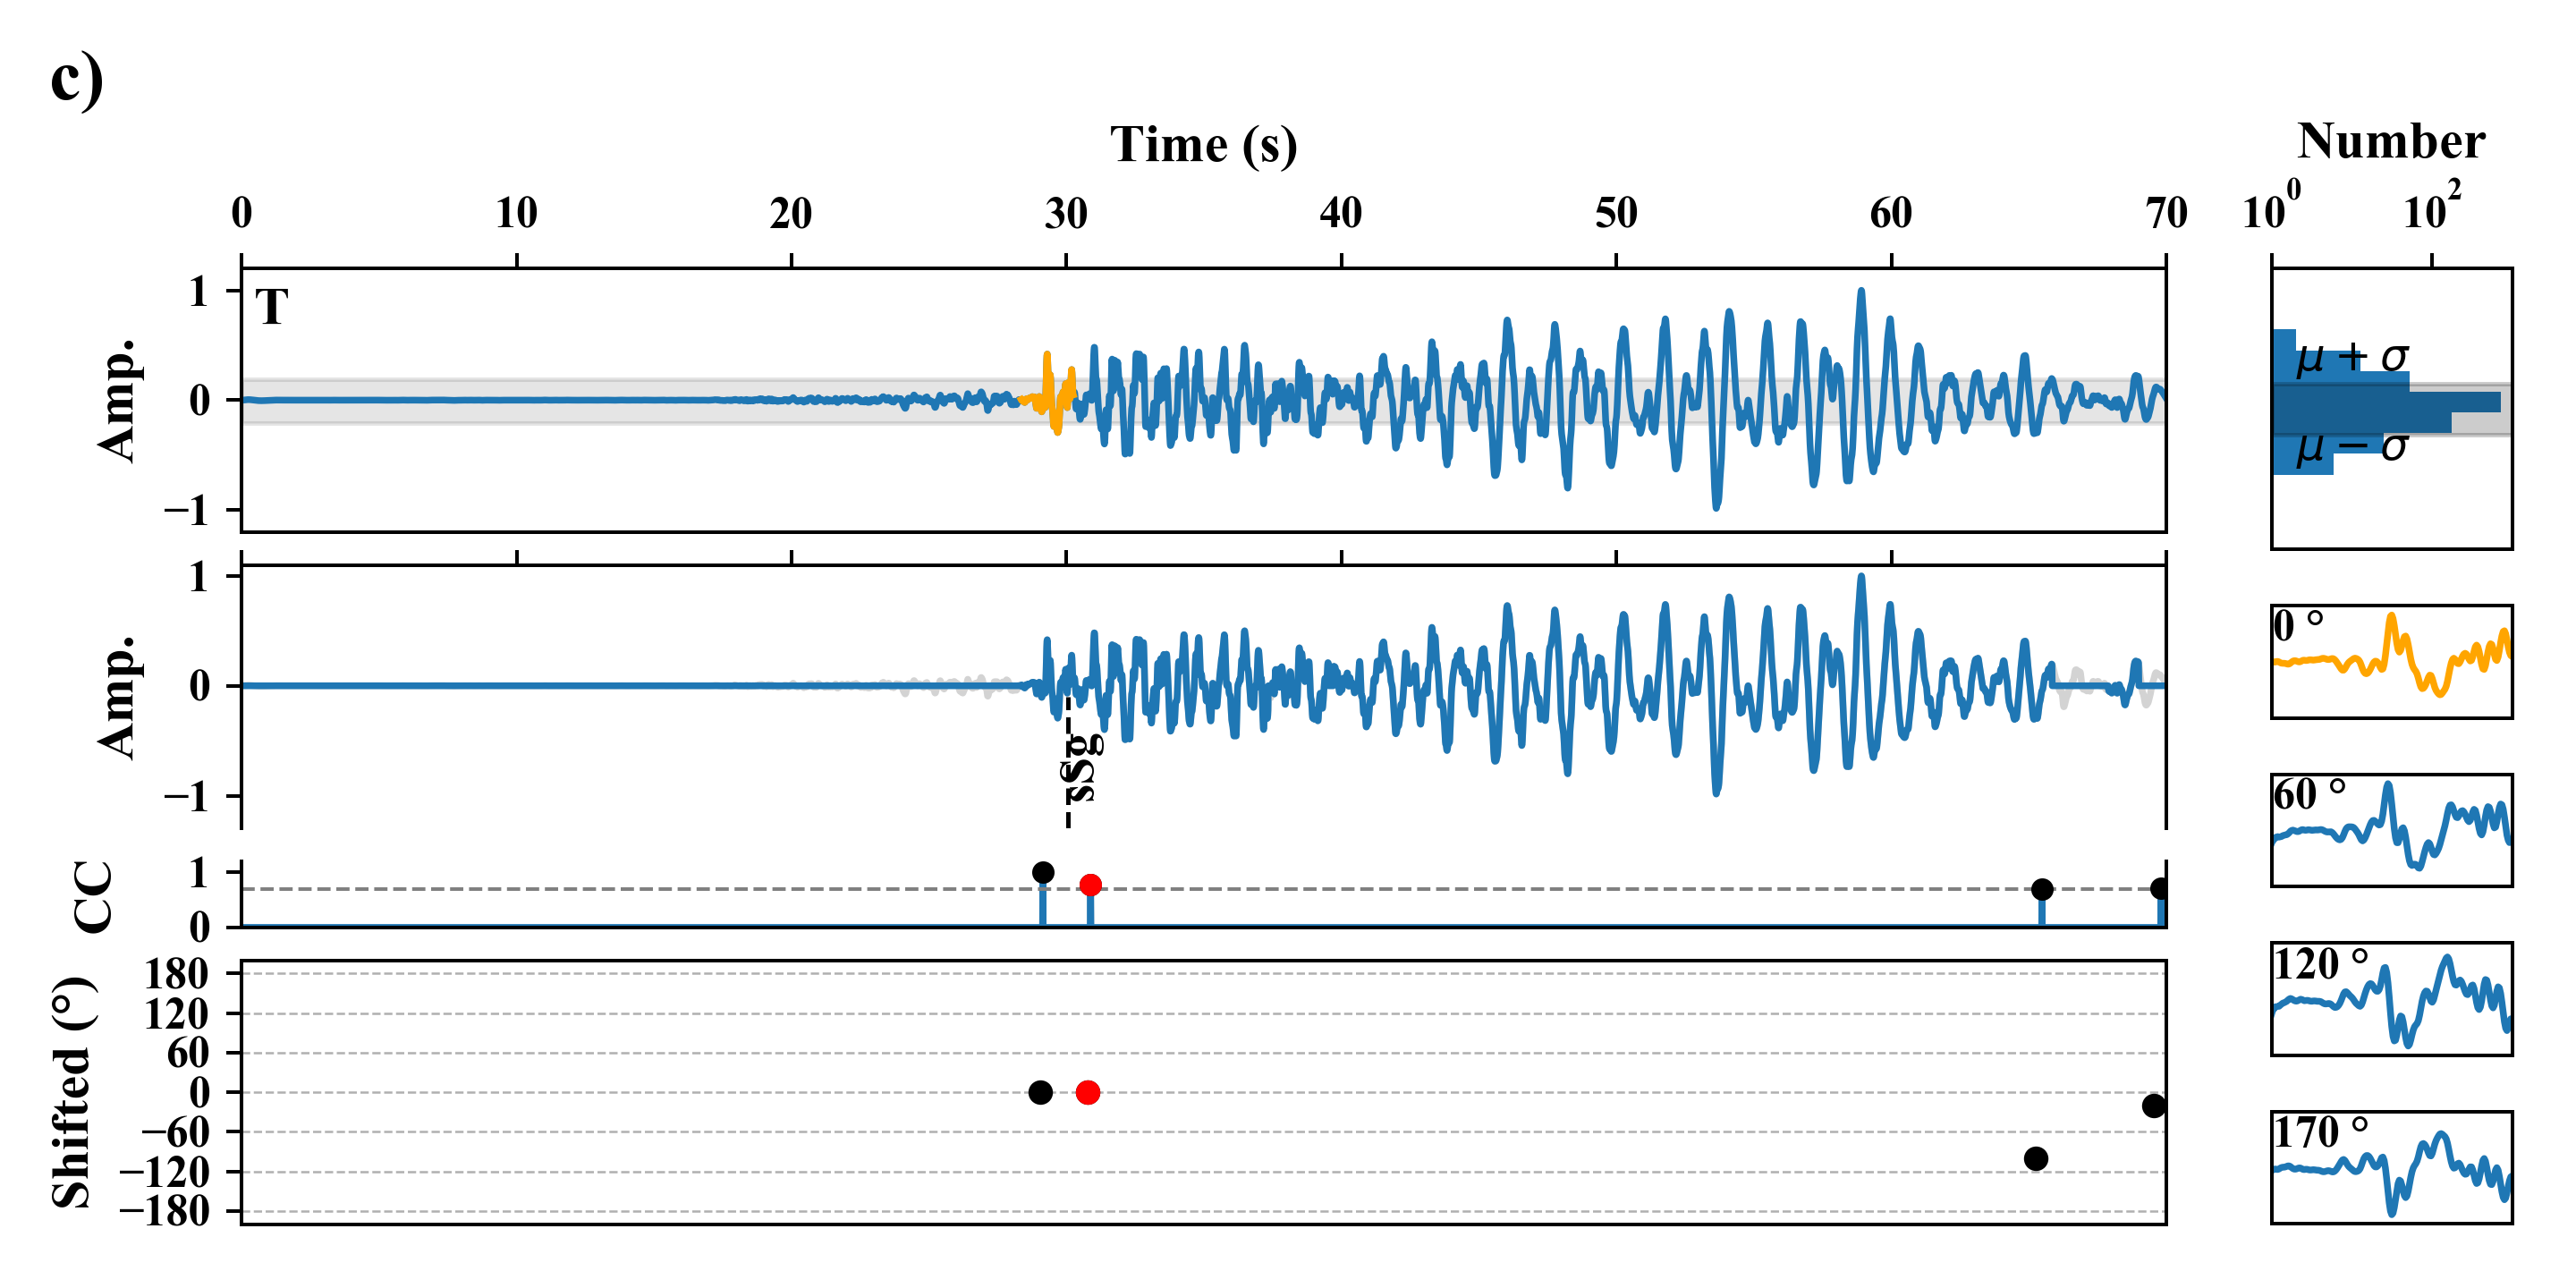 c)
Time (s)
Number
0 10 20 30 40 50 60 70
10^0 10^2
T
Amp.
1
0
−1
μ + σ
μ − σ
Amp.
1
0
−1
sSg
0 °
60 °
CC
1
0
120 °
Shifted (°)
180
120
60
0
−60
−120
−180
170 °